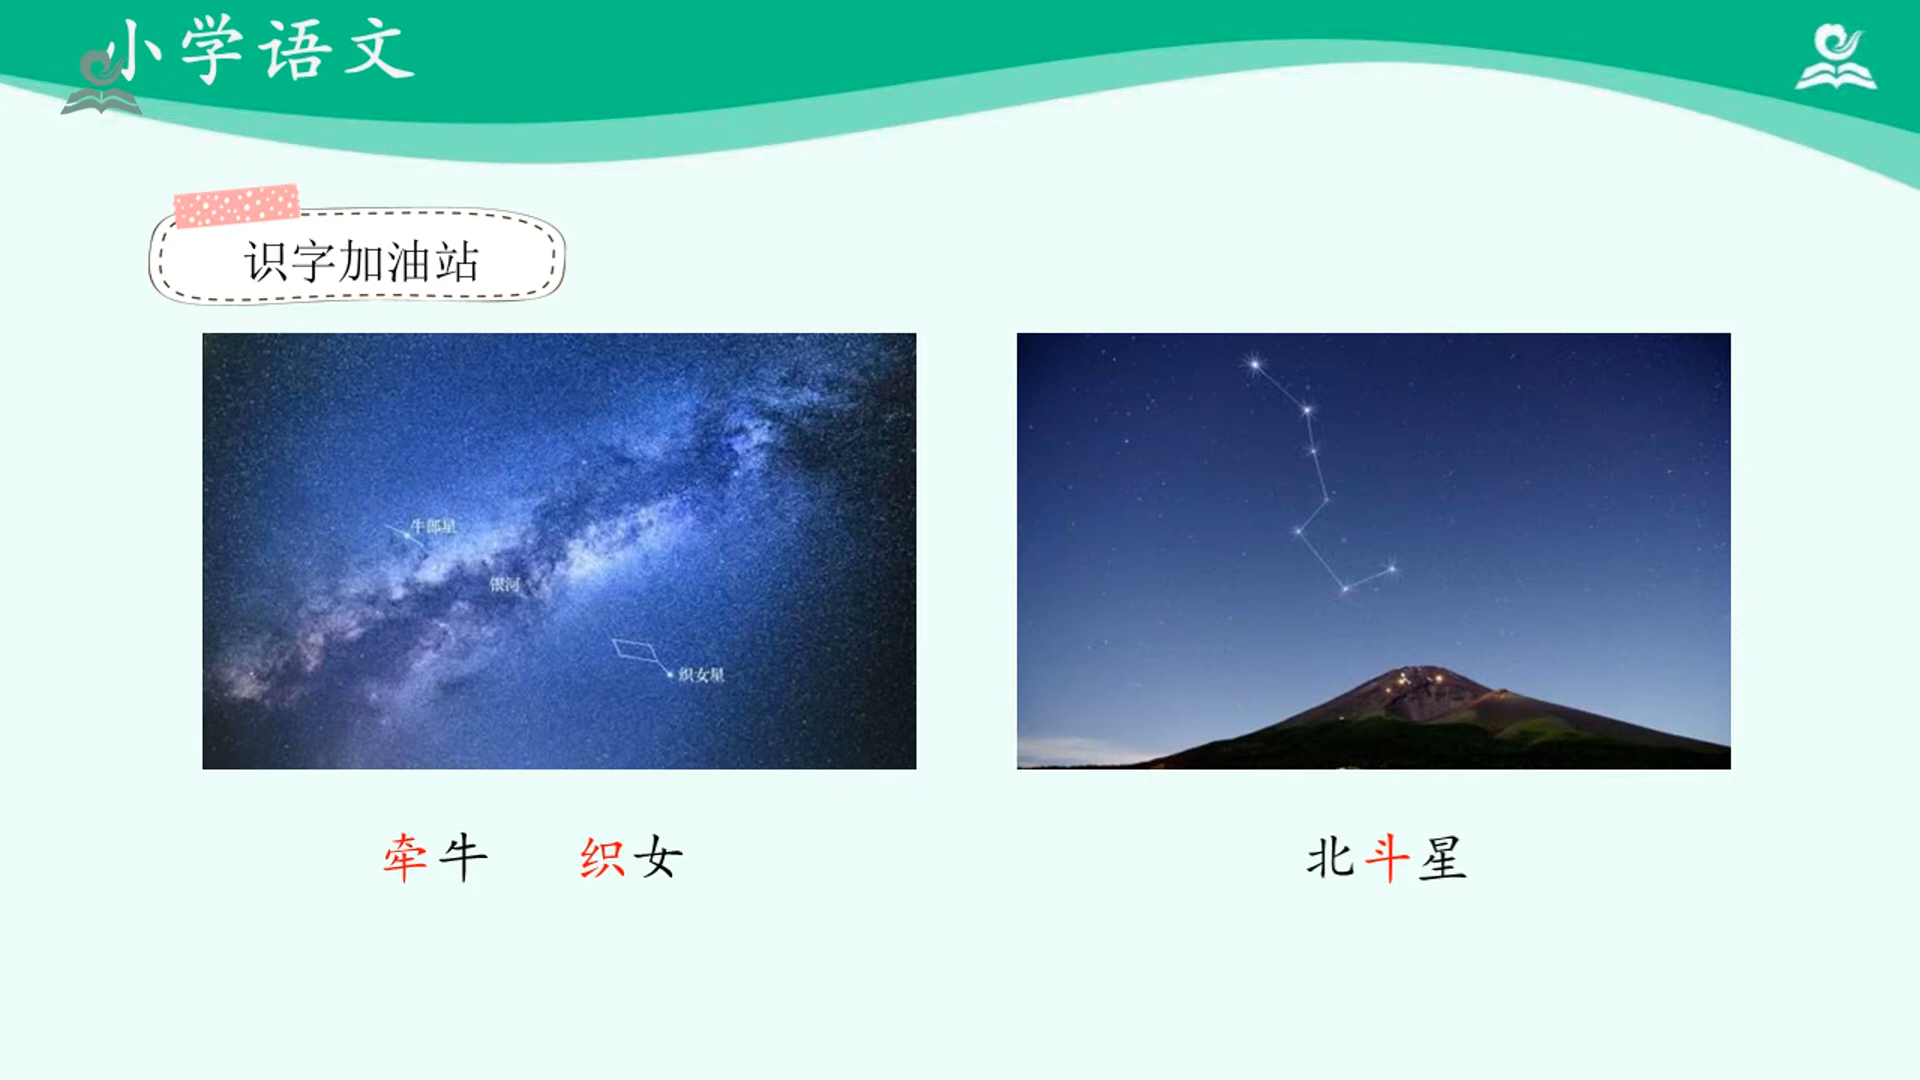 小学语文
识字加油站
牛郎星
银河
织女星
牵牛 织女
北斗星